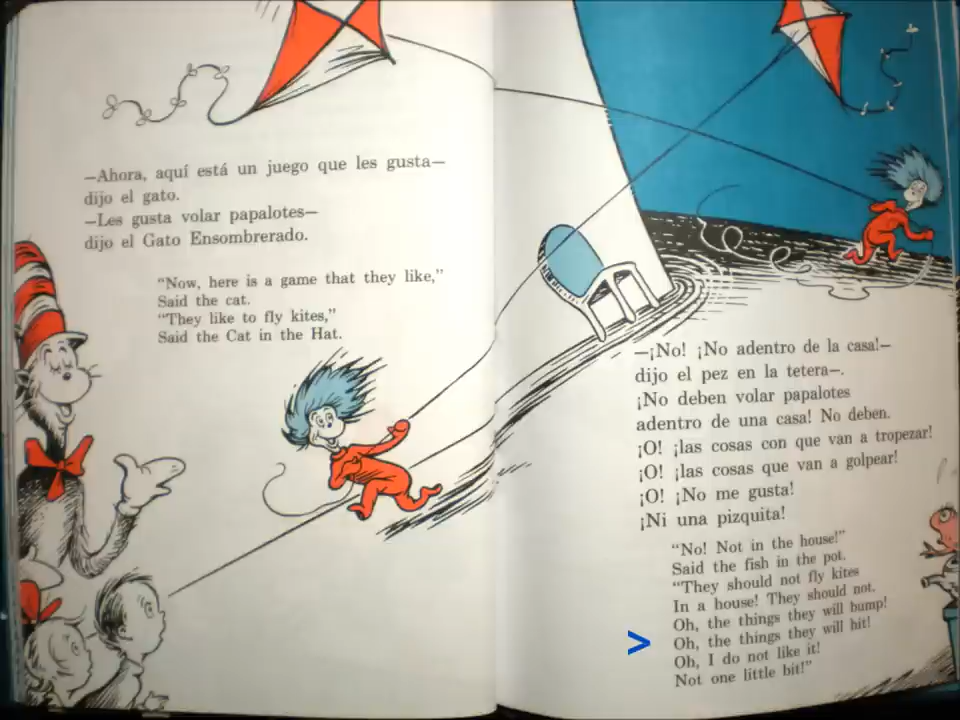 —Ahora, aquí está un juego que les gusta—
dijo el gato.
—Les gusta volar papalotes—
dijo el Gato Ensombrerado.
"Now, here is a game that they like,"
Said the cat.
"They like to fly kites,"
Said the Cat in the Hat.
—¡No! ¡No adentro de la casa!—
dijo el pez en la tetera—.
¡No deben volar papalotes
adentro de una casa! No deben.
¡O! ¡las cosas con que van a tropezar!
¡O! ¡las cosas que van a golpear!
¡O! ¡No me gusta!
¡Ni una pizquita!
"No! Not in the house!"
Said the fish in the pot.
"They should not fly kites
In a house! They should not.
Oh, the things they will bump!
> Oh, the things they will hit!
Oh, I do not like it!
Not one little bit!"